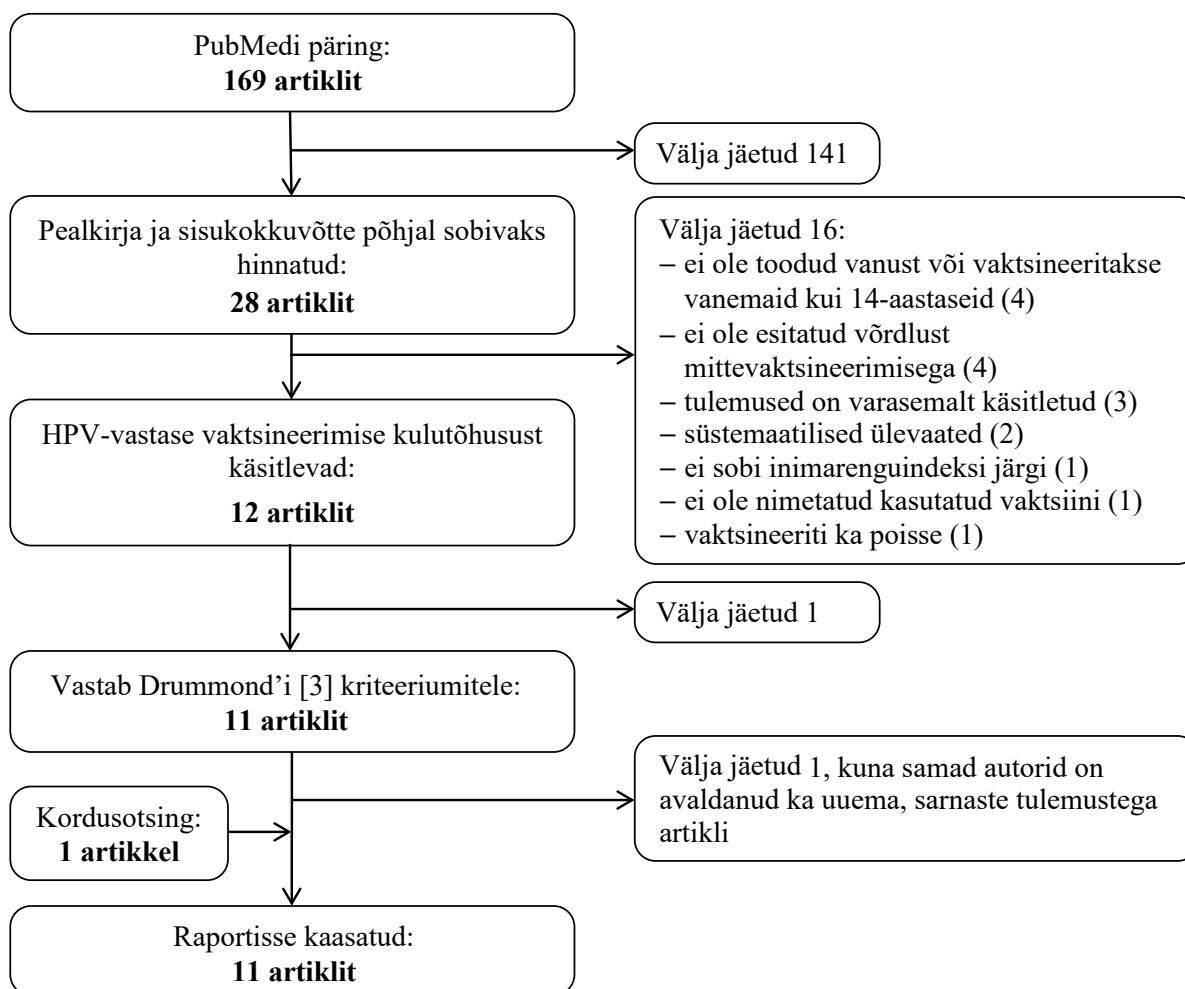 PubMedi päring:
169 artiklit
Välja jäetud 141
Pealkirja ja sisukokkuvõtte põhjal sobivaks
hinnatud:
28 artiklit
Välja jäetud 16:
– ei ole toodud vanust või vaktsineeritakse
vanemaid kui 14-aastaseid (4)
– ei ole esitatud võrdlust
mittevaktsineerimisega (4)
– tulemused on varasemalt käsitletud (3)
– süstemaatilised ülevaated (2)
– ei sobi inimarenguindeksi järgi (1)
– ei ole nimetatud kasutatud vaktsiini (1)
– vaktsineeriti ka poisse (1)
HPV-vastase vaktsineerimise kulutõhusust
käsitlevad:
12 artiklit
Välja jäetud 1
Vastab Drummond’i [3] kriteeriumitele:
11 artiklit
Välja jäetud 1, kuna samad autorid on
avaldanud ka uuema, sarnaste tulemustega
artikli
Kordusotsing:
1 artikkel
Raportisse kaasatud:
11 artiklit